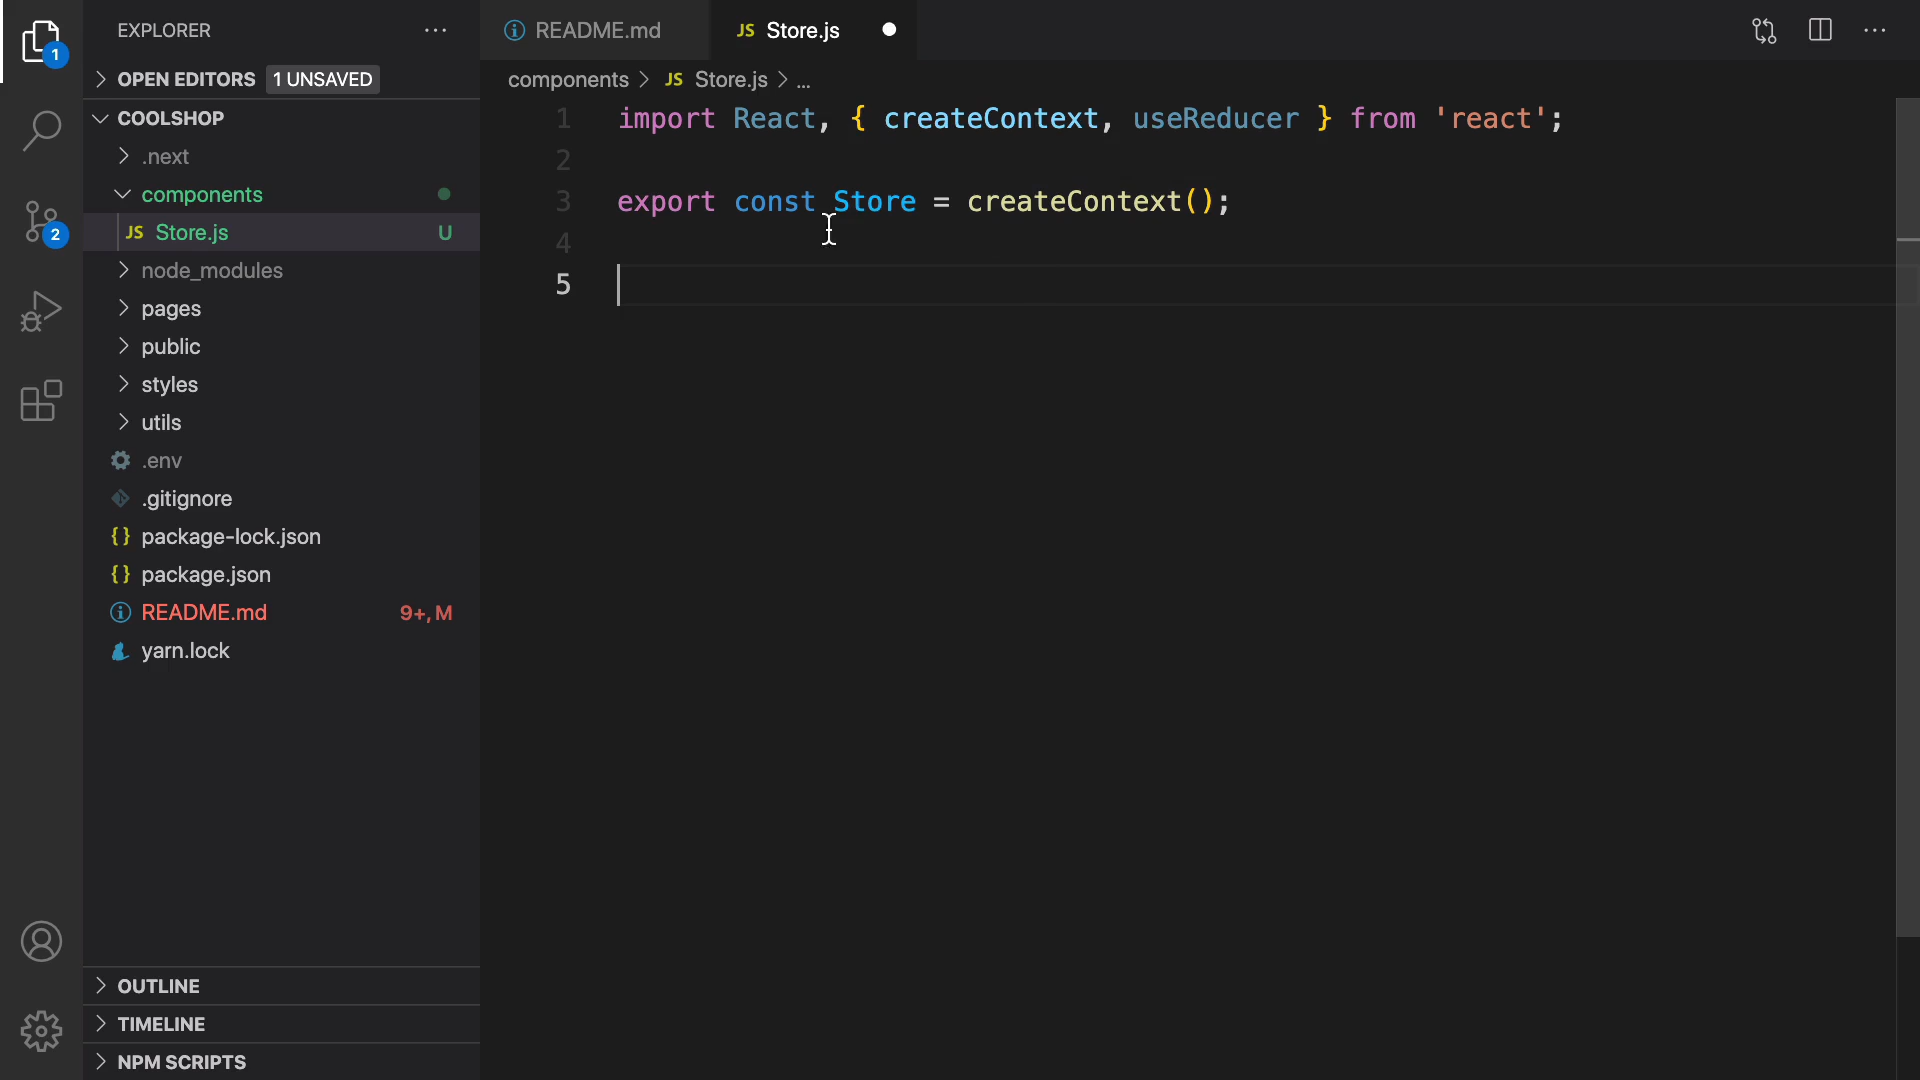 EXPLORER
1
OPEN EDITORS 1 UNSAVED
COOLSHOP
.next
components
JS Store.js U
node_modules
pages
public
styles
utils
.env
.gitignore
{} package-lock.json
{} package.json
README.md 9+, M
yarn.lock
OUTLINE
TIMELINE
NPM SCRIPTS
2
README.md
JS Store.js
components > JS Store.js > ...
1 import React, { createContext, useReducer } from 'react';
2
3 export const Store = createContext();
4
5